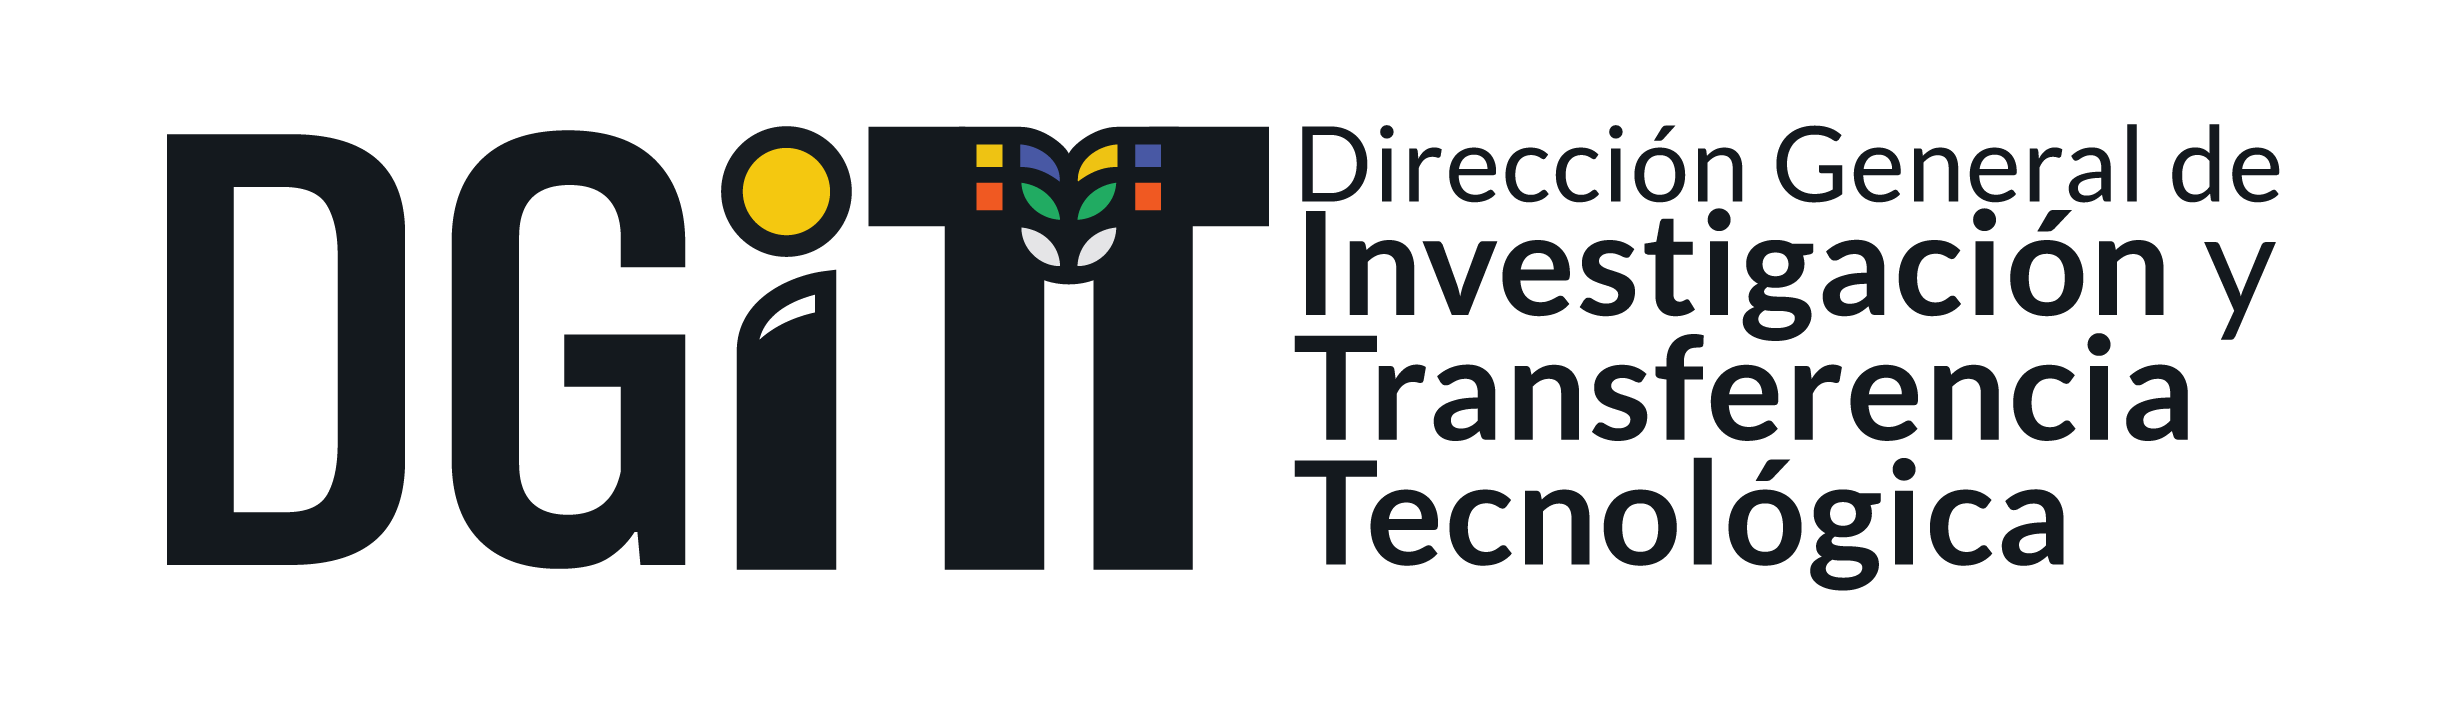 DGiTT
Dirección General de
Investigación y
Transferencia
Tecnológica